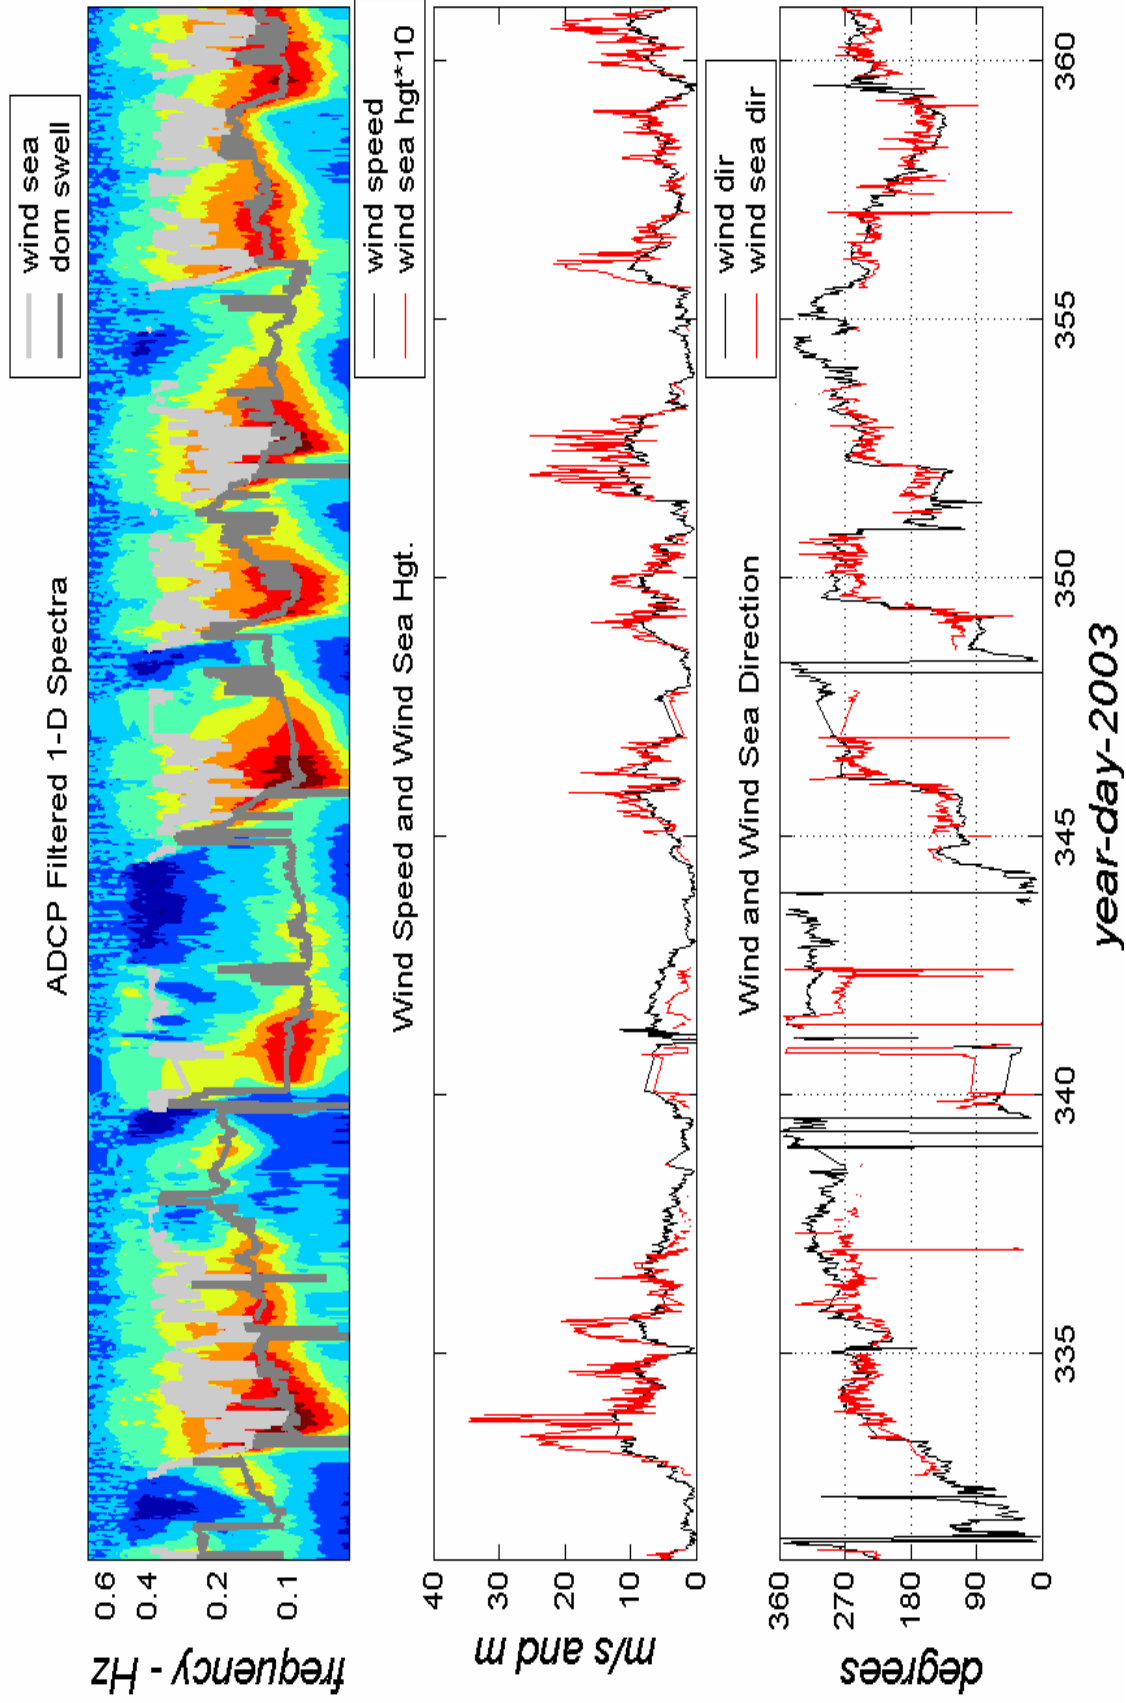 ADCP Filtered 1-D Spectra
wind sea
dom swell
frequency - Hz
0.6
0.4
0.2
0.1
Wind Speed and Wind Sea Hgt.
wind speed
wind sea hgt*10
m/s and m
40
30
20
10
0
Wind and Wind Sea Direction
wind dir
wind sea dir
degrees
360
270
180
90
0
335
340
345
350
355
360
year-day-2003